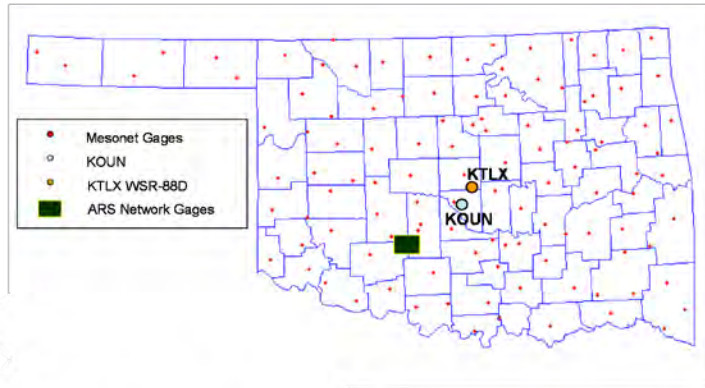 Mesonet Gages
KOUN
KTLX WSR-88D
ARS Network Gages
KTLX
KOUN